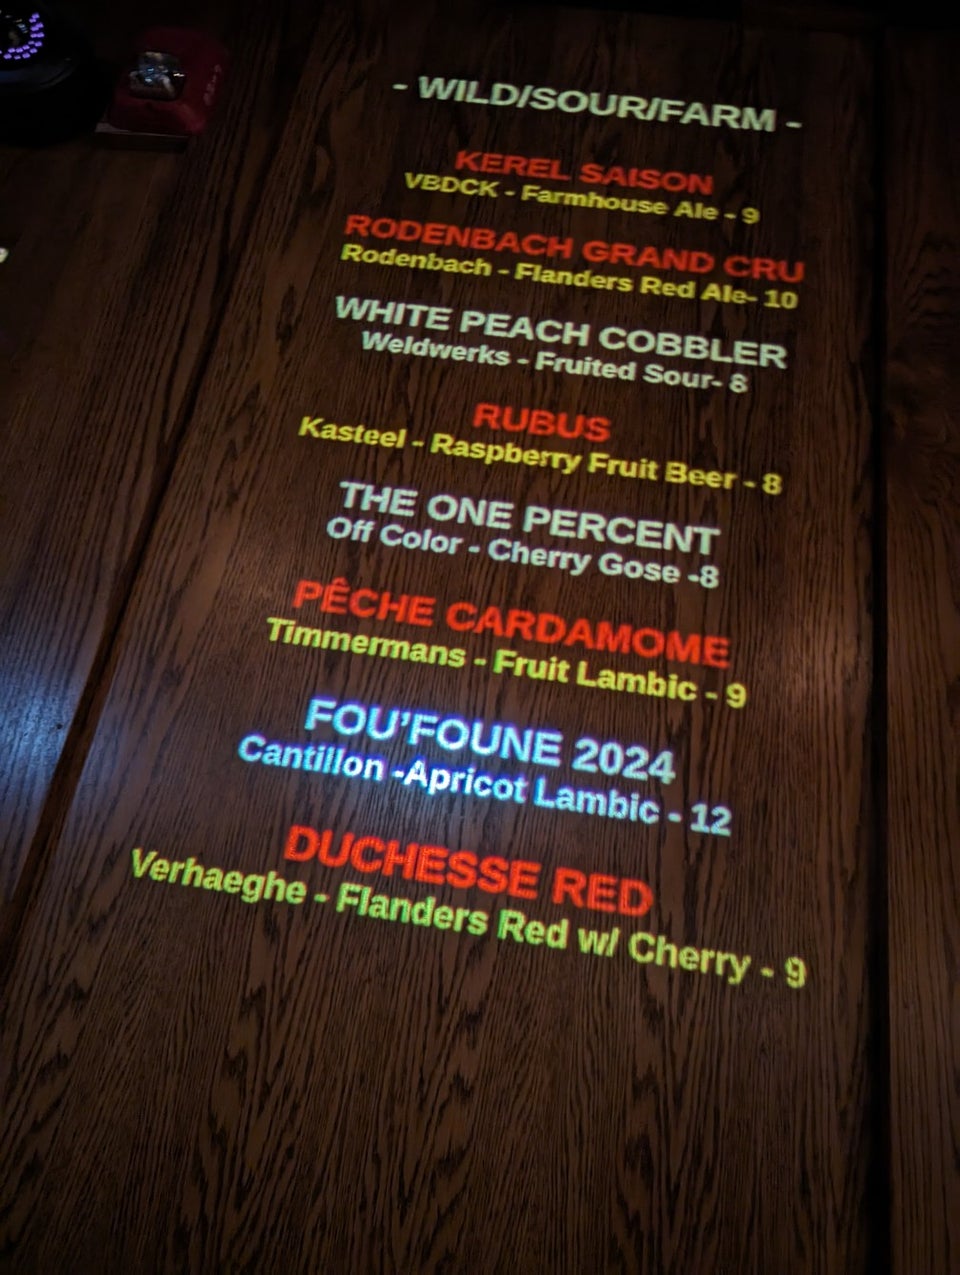 - WILD/SOUR/FARM -
KEREL SAISON
VBDCK - Farmhouse Ale - 9
RODENBACH GRAND CRU
Rodenbach - Flanders Red Ale- 10
WHITE PEACH COBBLER
Weldwerks - Fruited Sour- 8
RUBUS
Kasteel - Raspberry Fruit Beer - 8
THE ONE PERCENT
Off Color - Cherry Gose -8
PÊCHE CARDAMOME
Timmermans - Fruit Lambic - 9
FOU’FOUNE 2024
Cantillon -Apricot Lambic - 12
DUCHESSE RED
Verhaeghe - Flanders Red w/ Cherry - 9